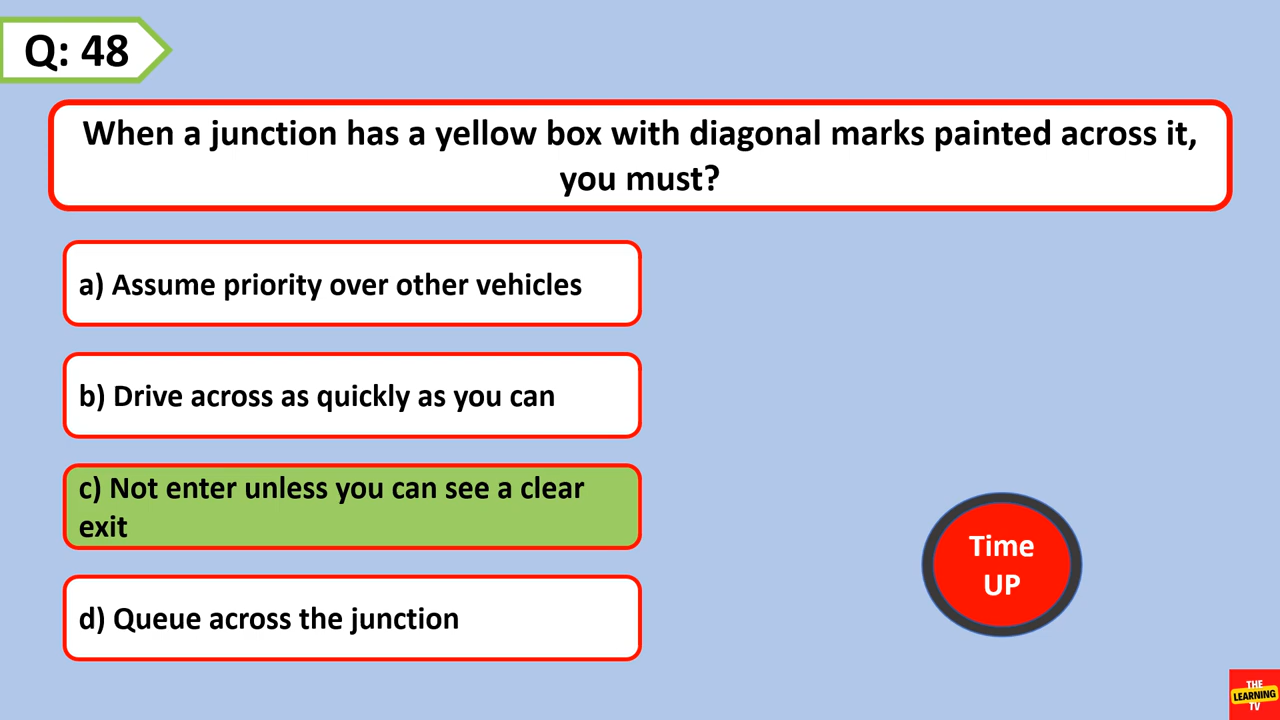 Q: 48
When a junction has a yellow box with diagonal marks painted across it,
you must?
a) Assume priority over other vehicles
b) Drive across as quickly as you can
c) Not enter unless you can see a clear
exit
d) Queue across the junction
Time
UP
THE
LEARNING
TV